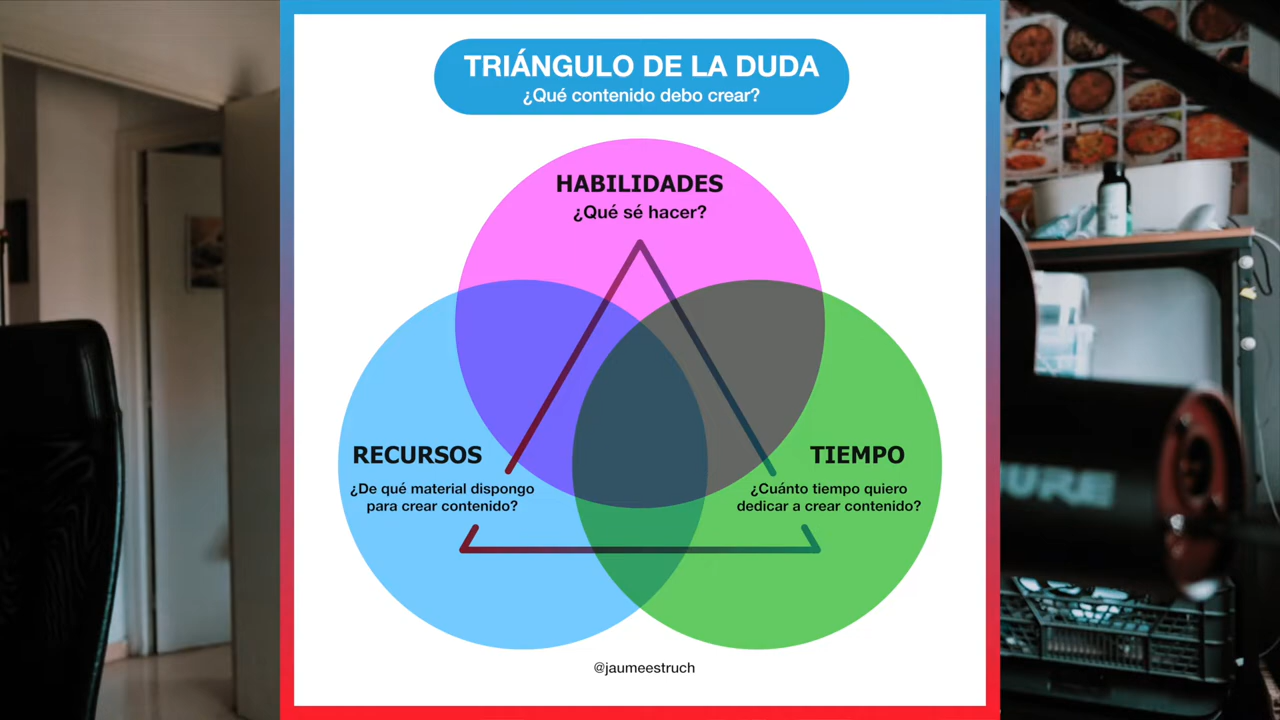 TRIÁNGULO DE LA DUDA
¿Qué contenido debo crear?
HABILIDADES
¿Qué sé hacer?
RECURSOS
¿De qué material dispongo
para crear contenido?
TIEMPO
¿Cuánto tiempo quiero
dedicar a crear contenido?
@jaumeestruch